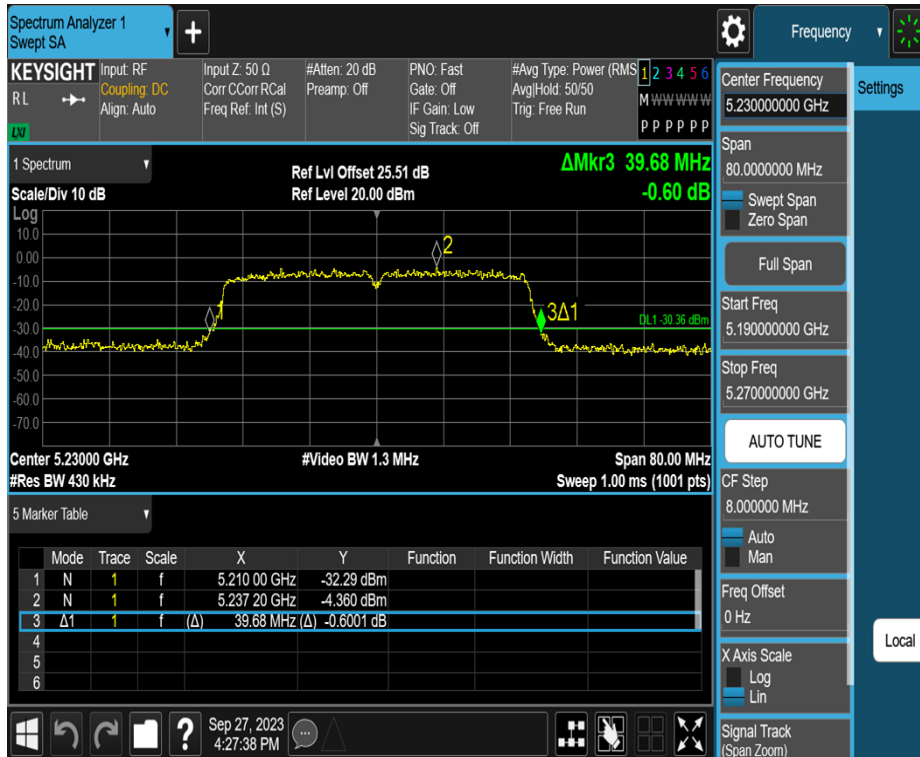 Spectrum Analyzer 1
Swept SA
+
Frequency
KEYSIGHT
RL
LXI
Input: RF
Coupling: DC
Align: Auto
Input Z: 50 Ω
Corr CCorr RCal
Freq Ref: Int (S)
#Atten: 20 dB
Preamp: Off
PNO: Fast
Gate: Off
IF Gain: Low
Sig Track: Off
#Avg Type: Power (RMS
Avg|Hold: 50/50
Trig: Free Run
1 2 3 4 5 6
M W W W W W
P P P P P P
1 Spectrum
Scale/Div 10 dB
Ref Lvl Offset 25.51 dB
Ref Level 20.00 dBm
ΔMkr3 39.68 MHz
-0.60 dB
Log
10.0
0.00
-10.0
-20.0
-30.0
-40.0
-50.0
-60.0
-70.0
1
2
3Δ1
DL1 -30.36 dBm
Center 5.23000 GHz
#Video BW 1.3 MHz
Span 80.00 MHz
#Res BW 430 kHz
Sweep 1.00 ms (1001 pts)
5 Marker Table
Mode Trace Scale X Y Function Function Width Function Value
1 N 1 f 5.210 00 GHz -32.29 dBm
2 N 1 f 5.237 20 GHz -4.360 dBm
3 Δ1 1 f (Δ) 39.68 MHz (Δ) -0.6001 dB
4
5
6
?
Sep 27, 2023
4:27:38 PM
Center Frequency
5.230000000 GHz
Span
80.0000000 MHz
Swept Span
Zero Span
Full Span
Start Freq
5.190000000 GHz
Stop Freq
5.270000000 GHz
AUTO TUNE
CF Step
8.000000 MHz
Auto
Man
Freq Offset
0 Hz
X Axis Scale
Log
Lin
Signal Track
(Span Zoom)
Settings
Local